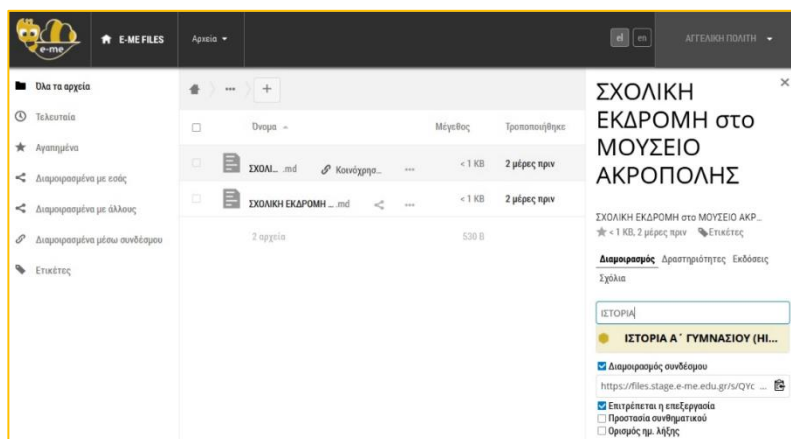 e-me
E-ME FILES
Αρχεία
el
en
ΑΓΓΕΛΙΚΗ ΠΟΛΙΤΗ
Όλα τα αρχεία
Τελευταία
Αγαπημένα
Διαμοιρασμένα με εσάς
Διαμοιρασμένα με άλλους
Διαμοιρασμένα μέσω συνδέσμου
Ετικέτες
Όνομα
Μέγεθος
Τροποποιήθηκε
ΣΧΟΛΙ... .md Κοινόχρησ... ... < 1 KB 2 μέρες πριν
ΣΧΟΛΙΚΗ ΕΚΔΡΟΜΗ ... .md ... < 1 KB 2 μέρες πριν
2 αρχεία 530 B
ΣΧΟΛΙΚΗ
ΕΚΔΡΟΜΗ στο
ΜΟΥΣΕΙΟ
ΑΚΡΟΠΟΛΗΣ
ΣΧΟΛΙΚΗ ΕΚΔΡΟΜΗ στο ΜΟΥΣΕΙΟ ΑΚΡ...
< 1 KB, 2 μέρες πριν Ετικέτες
Διαμοιρασμός Δραστηριότητες Εκδόσεις
Σχόλια
ΙΣΤΟΡΙΑ
ΙΣΤΟΡΙΑ Α΄ ΓΥΜΝΑΣΙΟΥ (HI...
Διαμοιρασμός συνδέσμου
https://files.stage.e-me.edu.gr/s/QYc ...
Επιτρέπεται η επεξεργασία
Προστασία συνθηματικού
Ορισμός ημ. λήξης